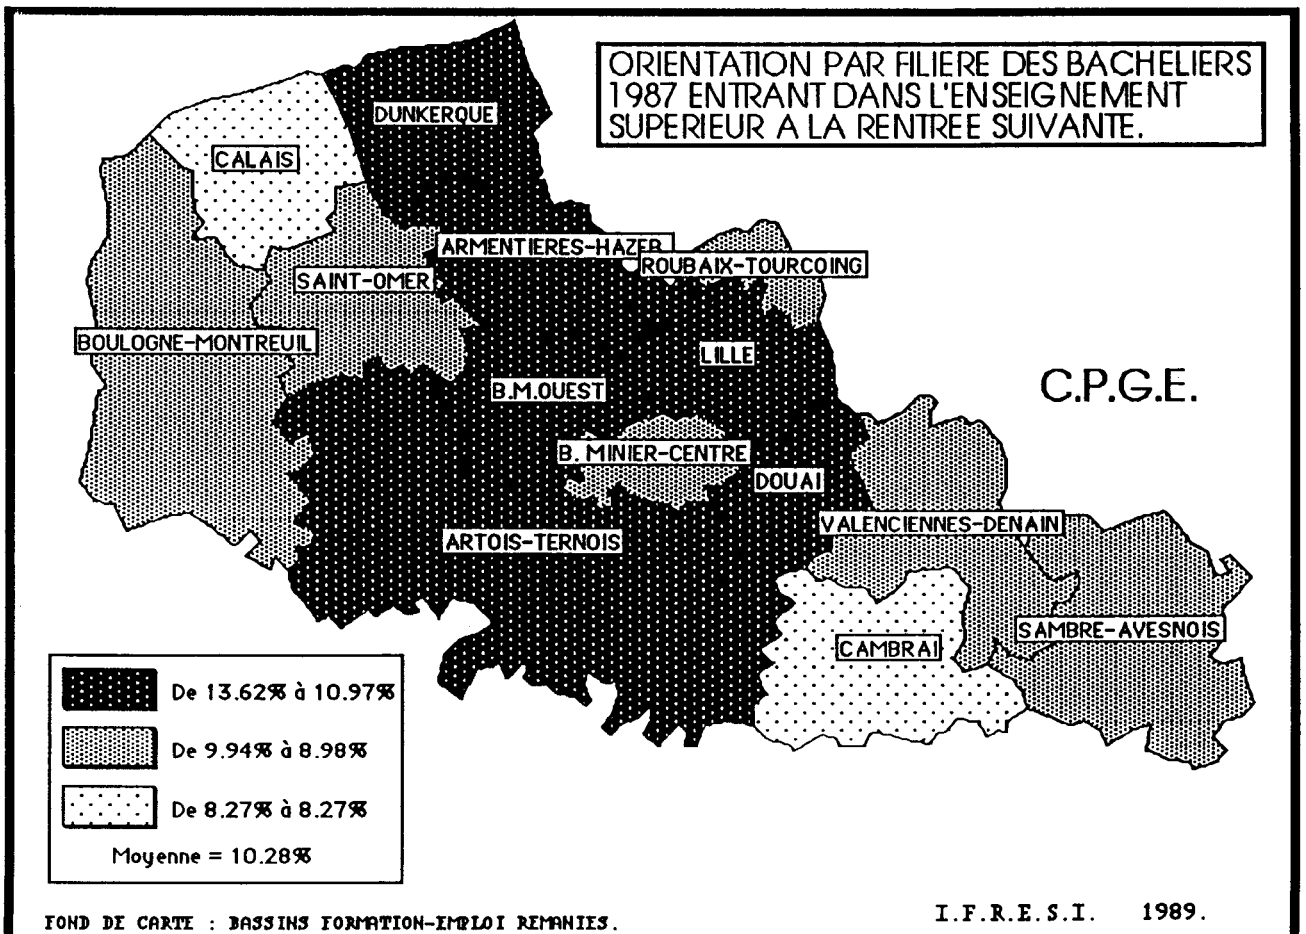 ORIENTATION PAR FILIERE DES BACHELIERS
1987 ENTRANT DANS L'ENSEIGNEMENT
SUPERIEUR A LA RENTREE SUIVANTE.
DUNKERQUE
CALAIS
ARMENTIERES-HAZEB
ROUBAIX-TOURCOING
SAINT-OMER
BOULOGNE-MONTREUIL
LILLE
B.M.OUEST
C.P.G.E.
B. MINIER-CENTRE
DOUAI
VALENCIENNES-DENAIN
ARTOIS-TERNOIS
SAMBRE-AVESNOIS
CAMBRAI
De 13.62% à 10.97%
De 9.94% à 8.98%
De 8.27% à 8.27%
Moyenne = 10.28%
FOND DE CARTE : BASSINS FORMATION-EMPLOI REMANIES.
I.F.R.E.S.I. 1989.